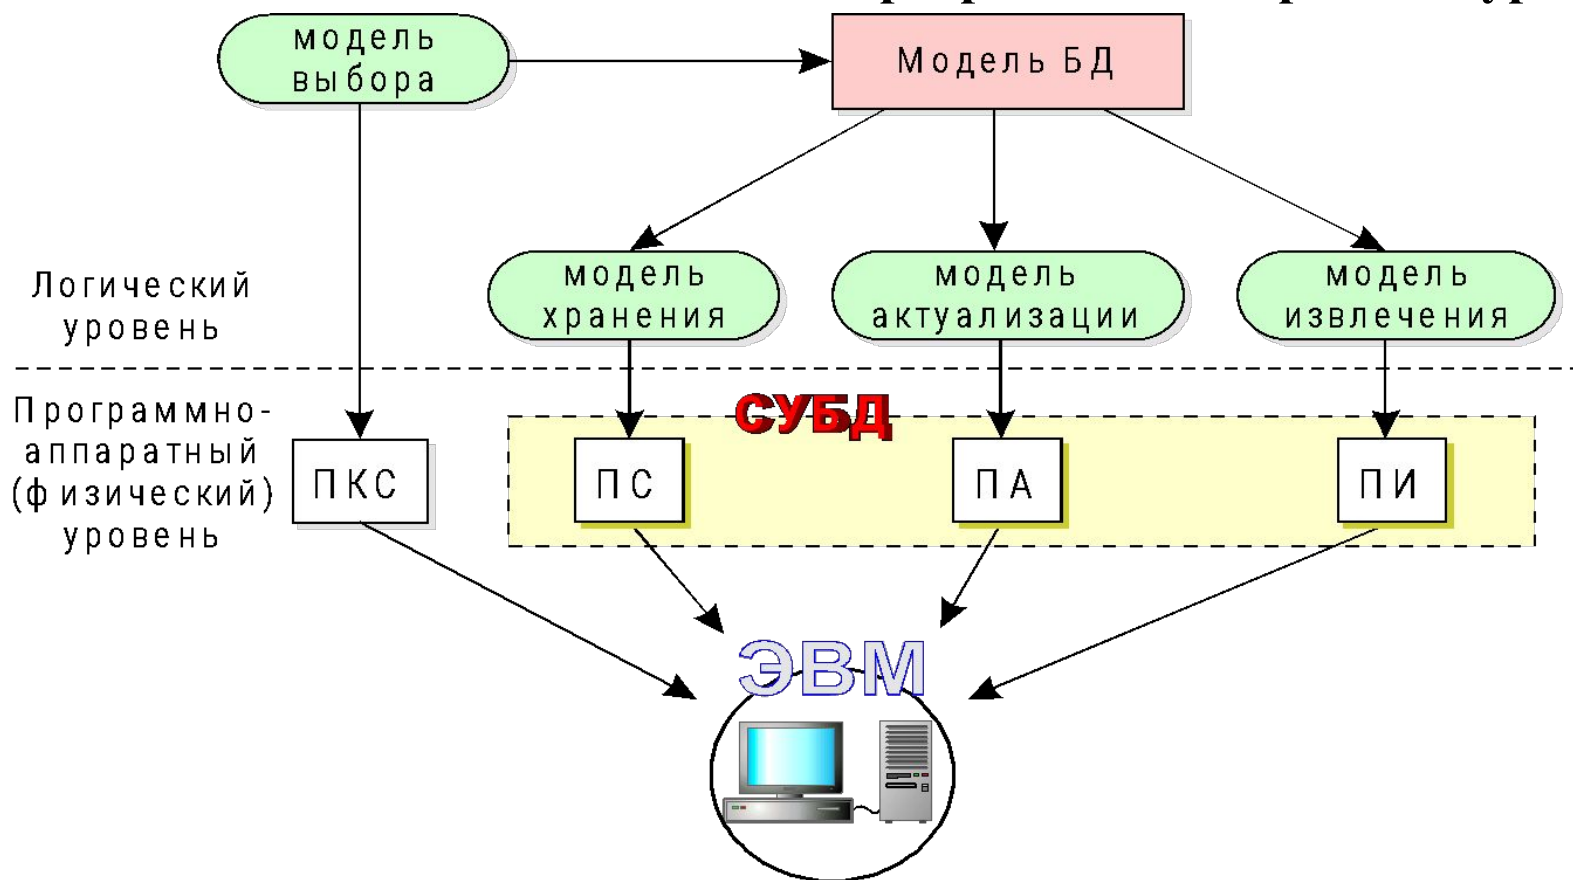 модель
выбора
Модель БД
Логический
уровень
модель
хранения
модель
актуализации
модель
извлечения
Программно-
аппаратный
(физический)
уровень
СУБД
ПКС
ПС
ПА
ПИ
ЭВМ